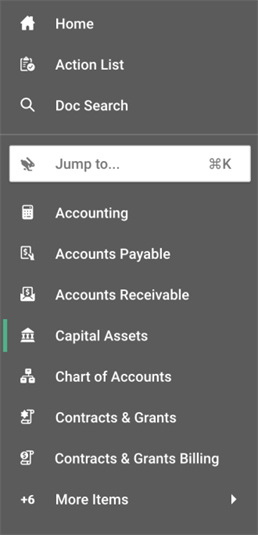 Home
Action List
Doc Search
Jump to... ⌘K
Accounting
Accounts Payable
Accounts Receivable
Capital Assets
Chart of Accounts
Contracts & Grants
Contracts & Grants Billing
+6 More Items